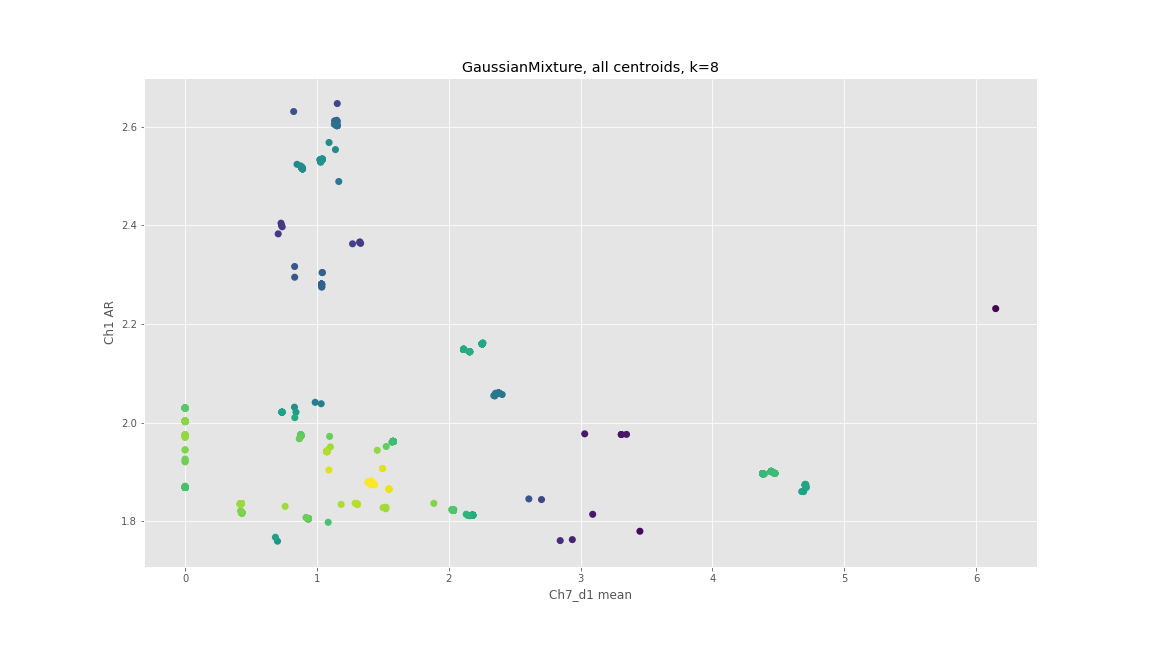 GaussianMixture, all centroids, k=8
2.6
2.4
2.2
2.0
1.8
Ch1 AR
0 1 2 3 4 5 6
Ch7_d1 mean